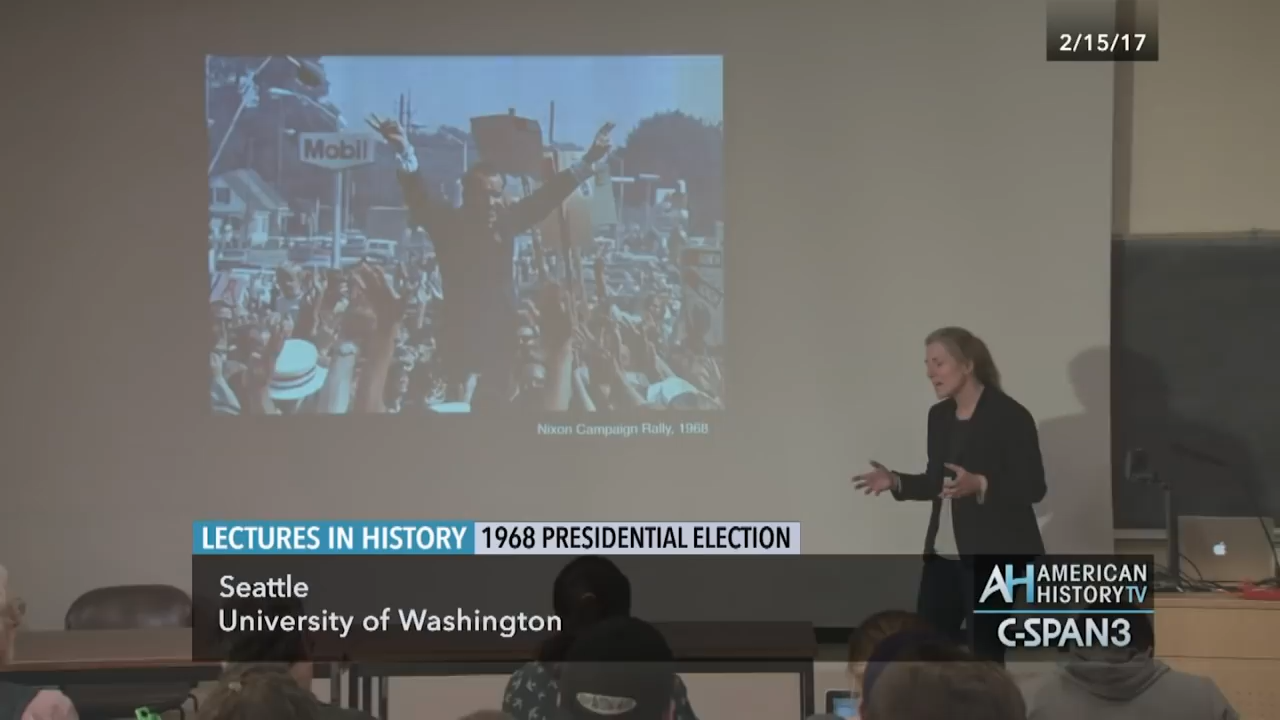 2/15/17
Mobil
Nixon Campaign Rally, 1968
LECTURES IN HISTORY 1968 PRESIDENTIAL ELECTION
Seattle
University of Washington
AH AMERICAN HISTORY TV
C-SPAN3